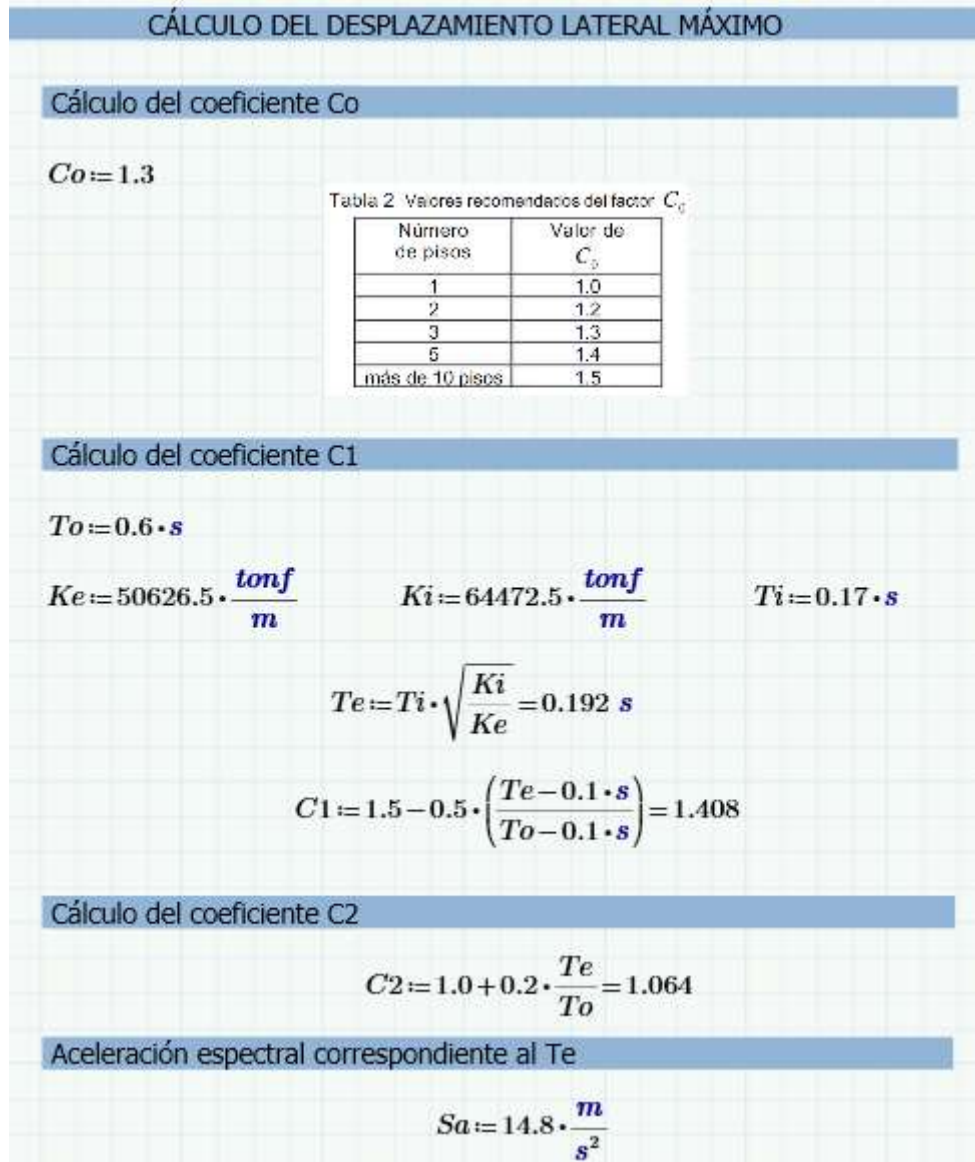 CÁLCULO DEL DESPLAZAMIENTO LATERAL MÁXIMO
Cálculo del coeficiente Co
Co:=1.3
Tabla 2 Valores recomendados del factor C₀
Número de pisos | Valor de C₀
1 | 1.0
2 | 1.2
3 | 1.3
5 | 1.4
más de 10 pisos | 1.5
Cálculo del coeficiente C1
To:=0.6·s
Ke:=50626.5·tonf/m Ki:=64472.5·tonf/m Ti:=0.17·s
Te:=Ti·√(Ki/Ke)=0.192 s
C1:=1.5−0.5·((Te−0.1·s)/(To−0.1·s))=1.408
Cálculo del coeficiente C2
C2:=1.0+0.2·Te/To=1.064
Aceleración espectral correspondiente al Te
Sa:=14.8·m/s²